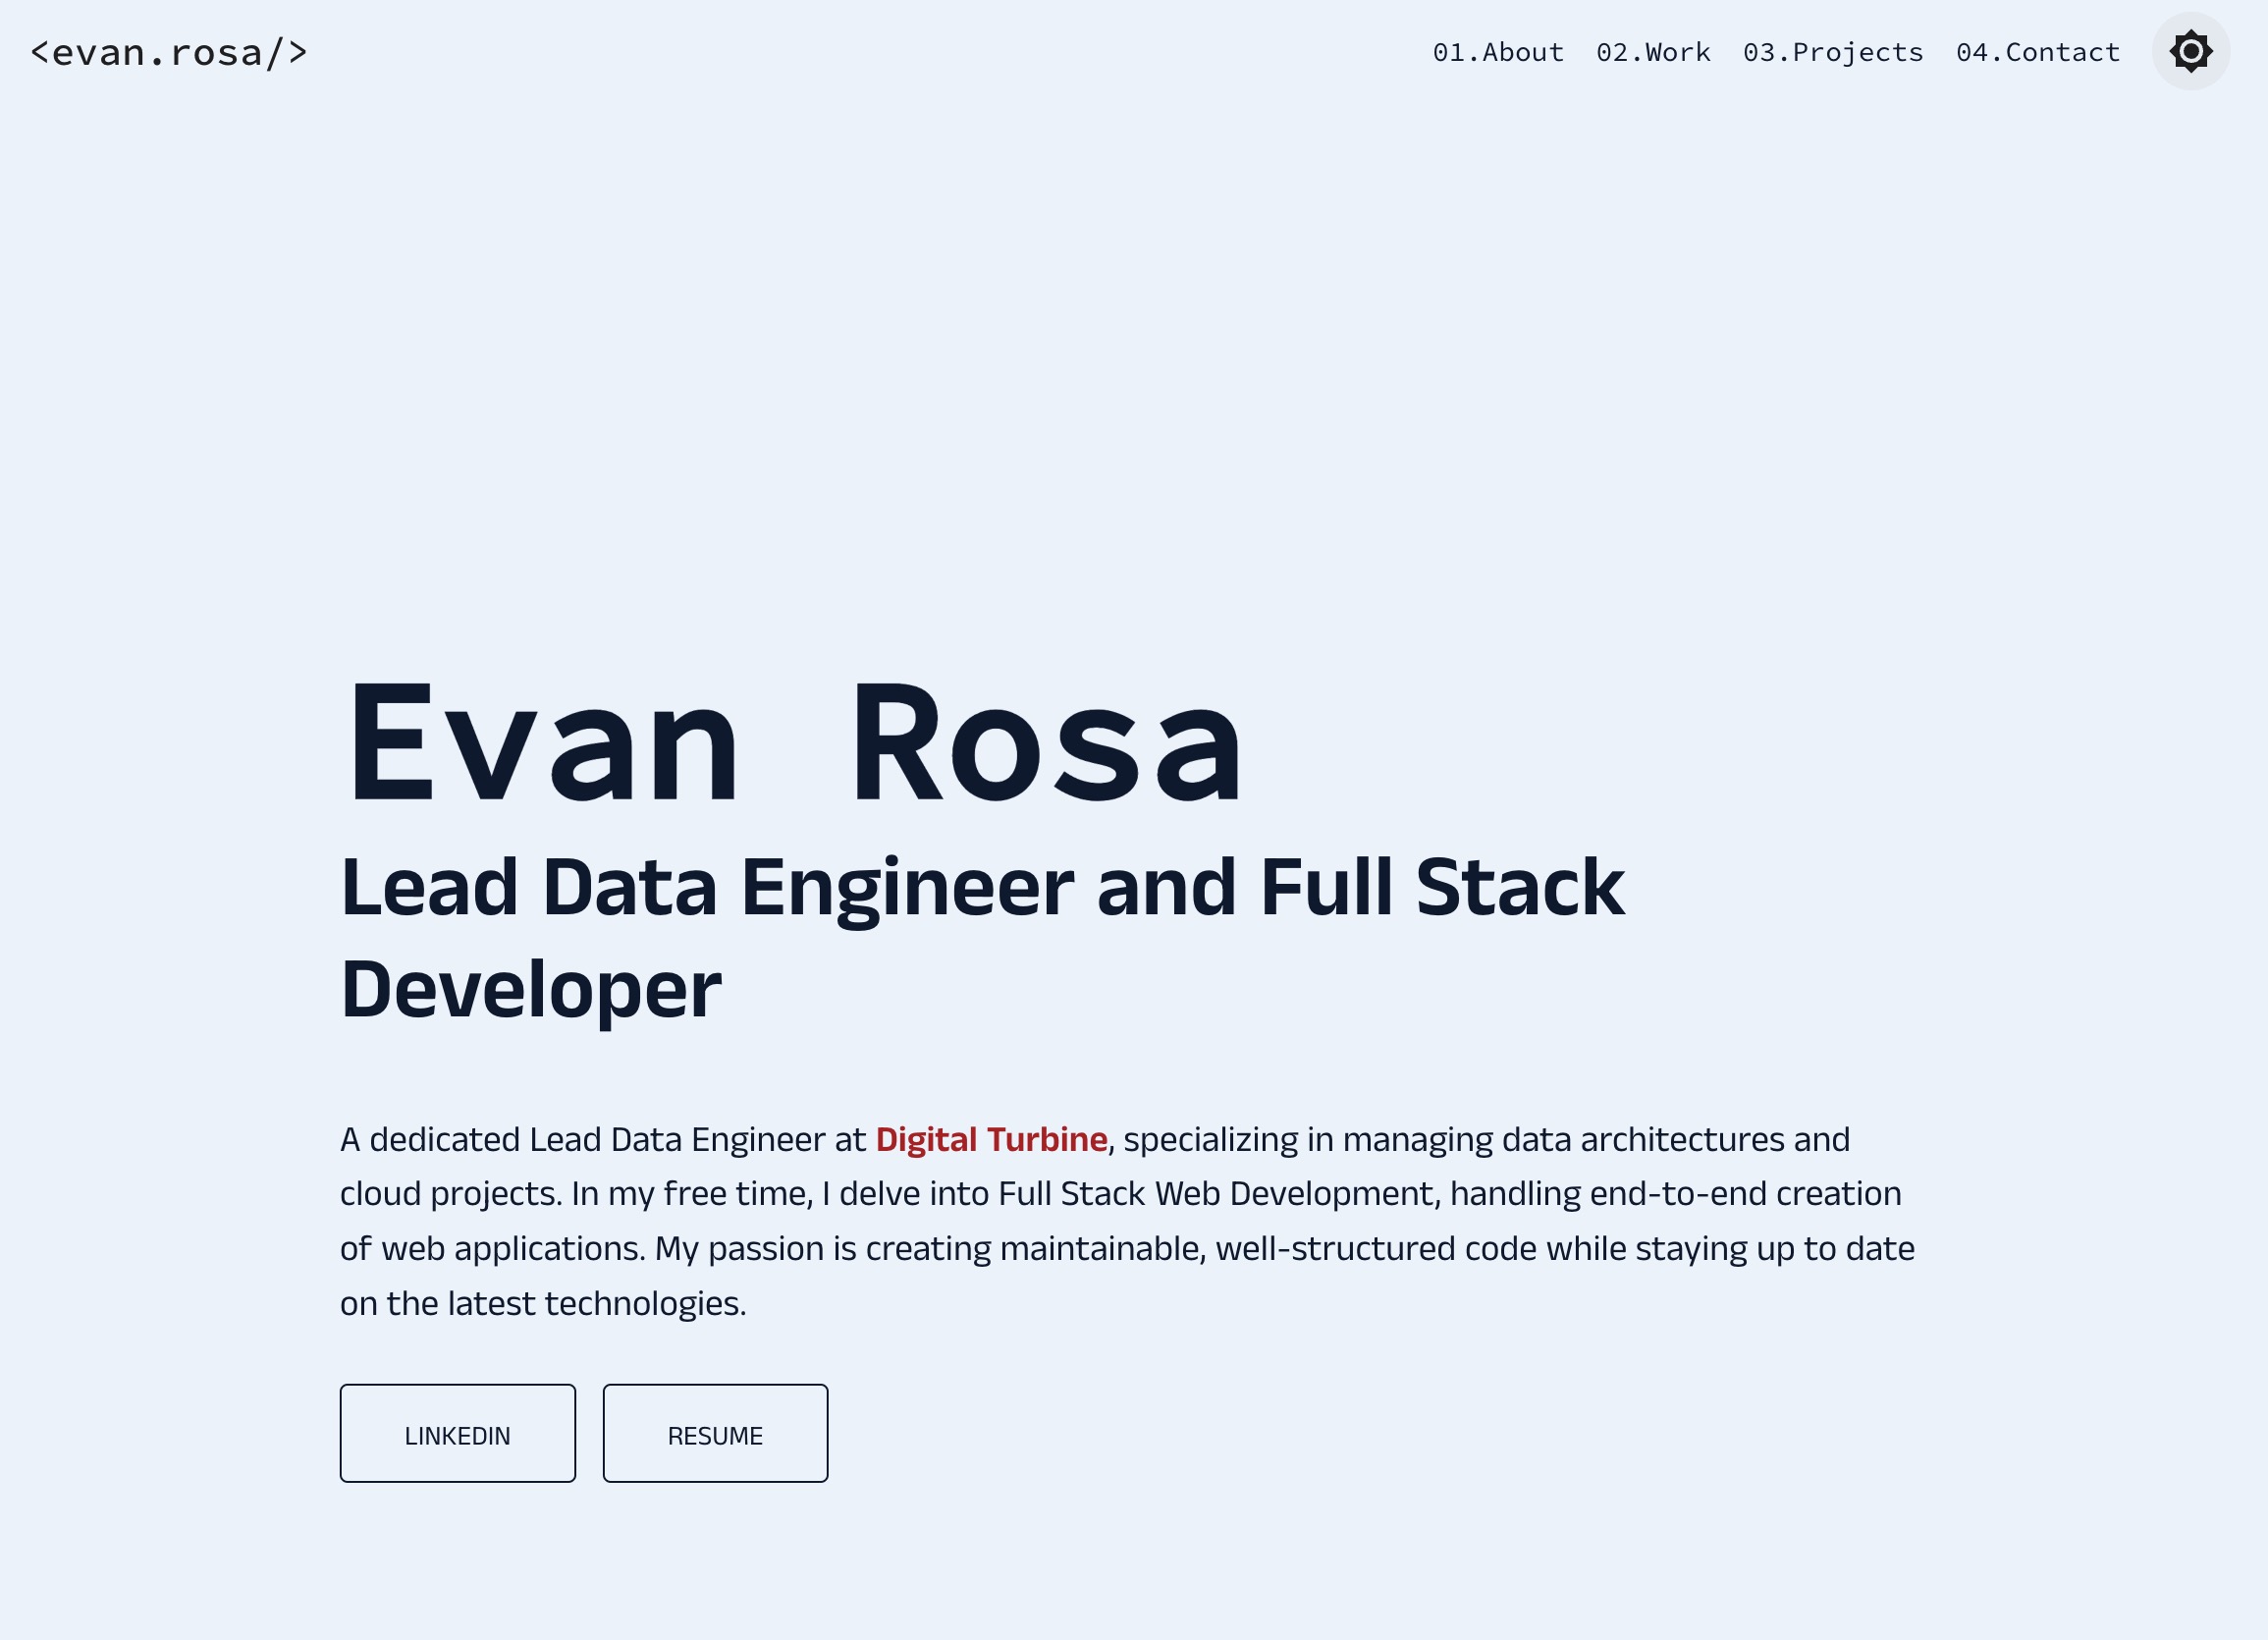 <evan.rosa/>
01.About 02.Work 03.Projects 04.Contact
Evan Rosa
Lead Data Engineer and Full Stack
Developer
A dedicated Lead Data Engineer at Digital Turbine, specializing in managing data architectures and
cloud projects. In my free time, I delve into Full Stack Web Development, handling end-to-end creation
of web applications. My passion is creating maintainable, well-structured code while staying up to date
on the latest technologies.
LINKEDIN RESUME